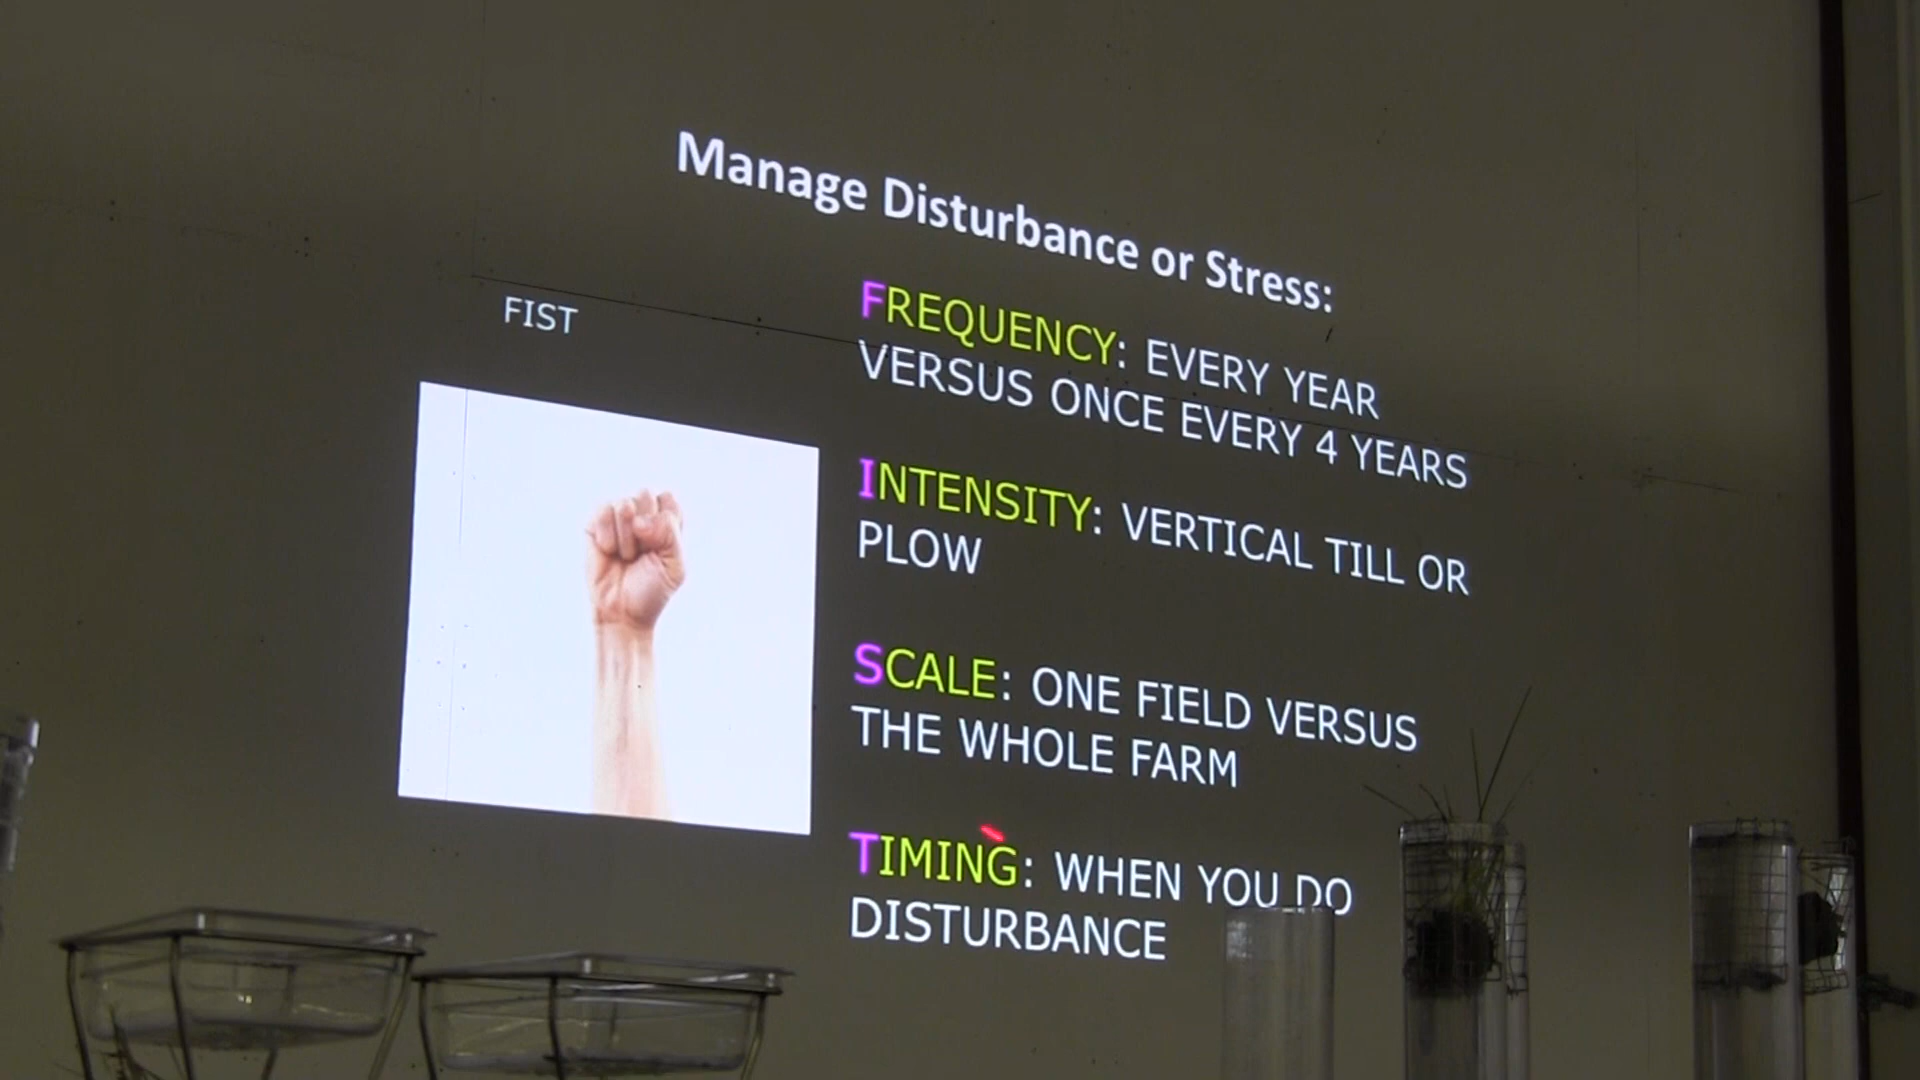 Manage Disturbance or Stress:
FIST
FREQUENCY: EVERY YEAR
VERSUS ONCE EVERY 4 YEARS
INTENSITY: VERTICAL TILL OR
PLOW
SCALE: ONE FIELD VERSUS
THE WHOLE FARM
TIMING: WHEN YOU DO
DISTURBANCE